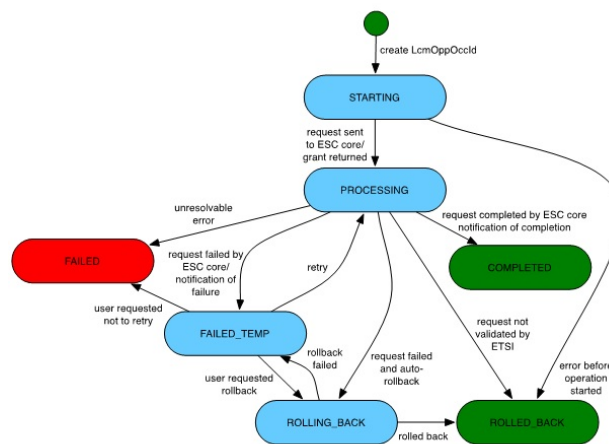 create LcmOppOccId
STARTING
request sent
to ESC core/
grant returned
PROCESSING
unresolvable
error
request completed by ESC core
notification of completion
FAILED
request failed by
ESC core/
notification of
failure
retry
COMPLETED
user requested
not to retry
FAILED_TEMP
request not
validated by
ETSI
rollback
failed
request failed
and auto-
rollback
user requested
rollback
error before
operation
started
ROLLING_BACK
rolled back
ROLLED_BACK